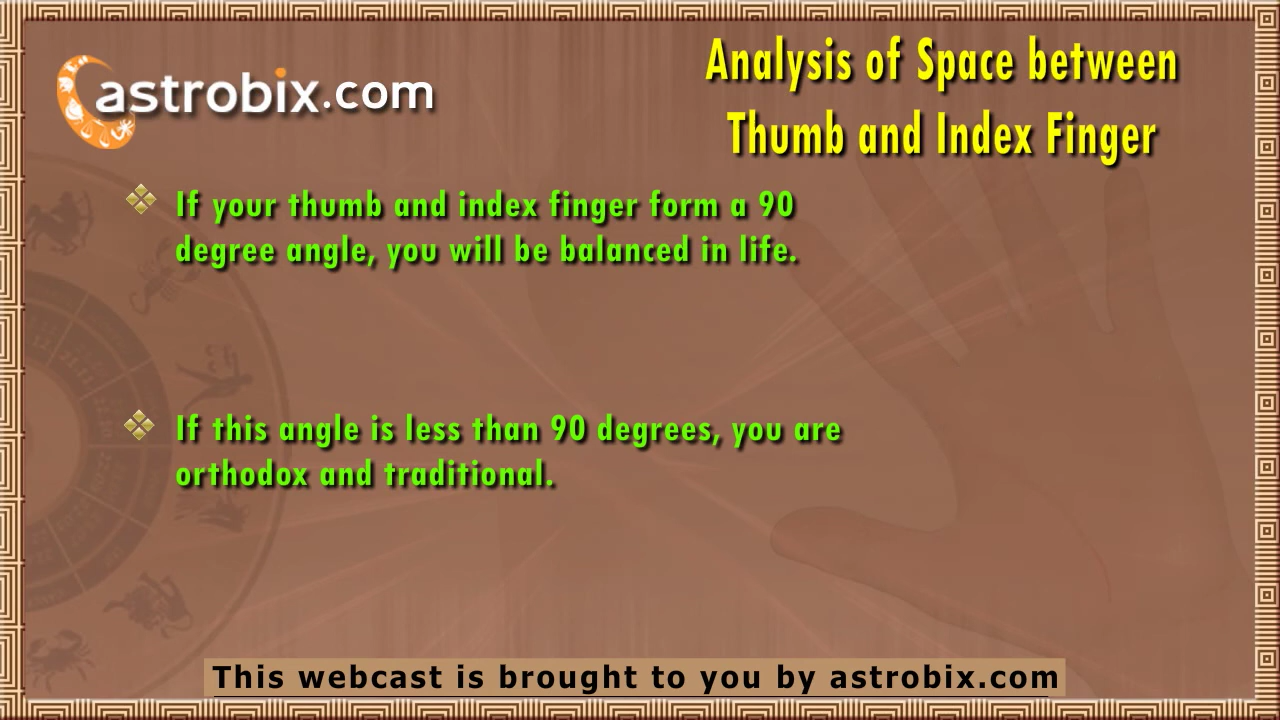 astrobix.com
Analysis of Space between
Thumb and Index Finger
If your thumb and index finger form a 90
degree angle, you will be balanced in life.
If this angle is less than 90 degrees, you are
orthodox and traditional.
This webcast is brought to you by astrobix.com